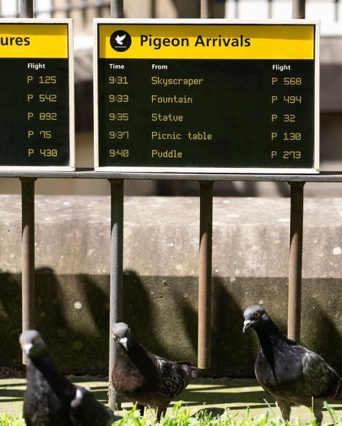 ures
Flight
P 125
P 542
P 892
P 75
P 430
Pigeon Arrivals
Time From Flight
9:31 Skyscraper P 568
9:33 Fountain P 494
9:35 Statue P 32
9:37 Picnic table P 130
9:40 Puddle P 273